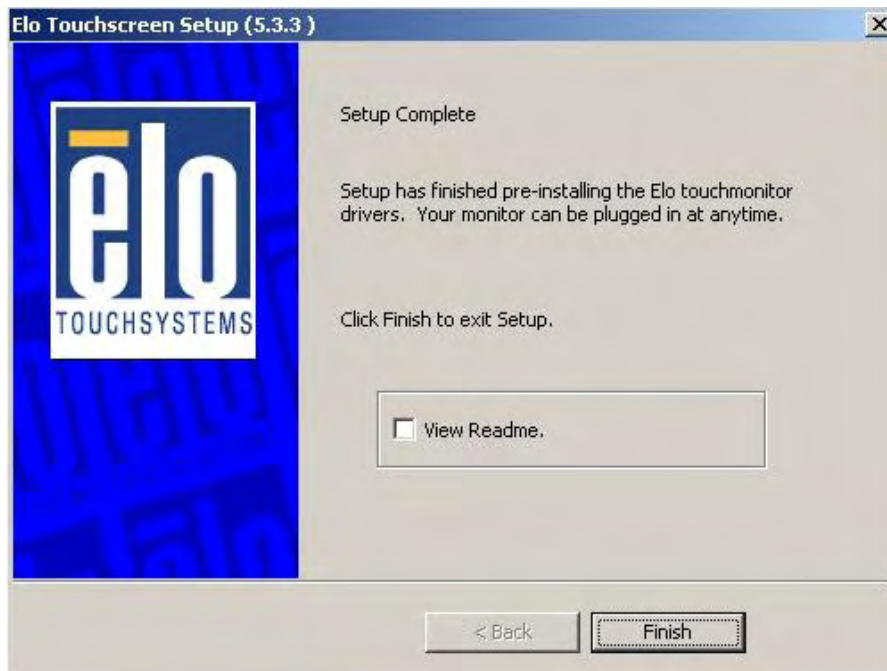 Elo Touchscreen Setup (5.3.3 )
ēlo
TOUCHSYSTEMS
Setup Complete
Setup has finished pre-installing the Elo touchmonitor
drivers. Your monitor can be plugged in at anytime.
Click Finish to exit Setup.
View Readme.
< Back
Finish